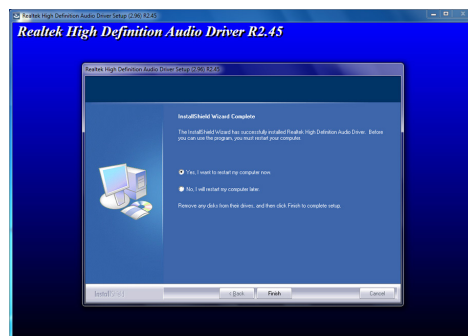 Realtek High Definition Audio Driver Setup (2.96) R2.45
Realtek High Definition Audio Driver R2.45
Realtek High Definition Audio Driver Setup (2.96) R2.45
InstallShield Wizard Complete
The InstallShield Wizard has successfully installed Realtek High Definition Audio Driver. Before
you can use the program, you must restart your computer.
Yes, I want to restart my computer now.
No, I will restart my computer later.
Remove any disks from their drives, and then click Finish to complete setup.
InstallShield
< Back Finish Cancel